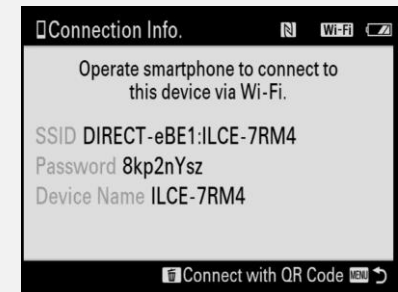 Connection Info.
Wi-Fi
Operate smartphone to connect to
this device via Wi-Fi.
SSID DIRECT-eBE1:ILCE-7RM4
Password 8kp2nYsz
Device Name ILCE-7RM4
Connect with QR Code MENU